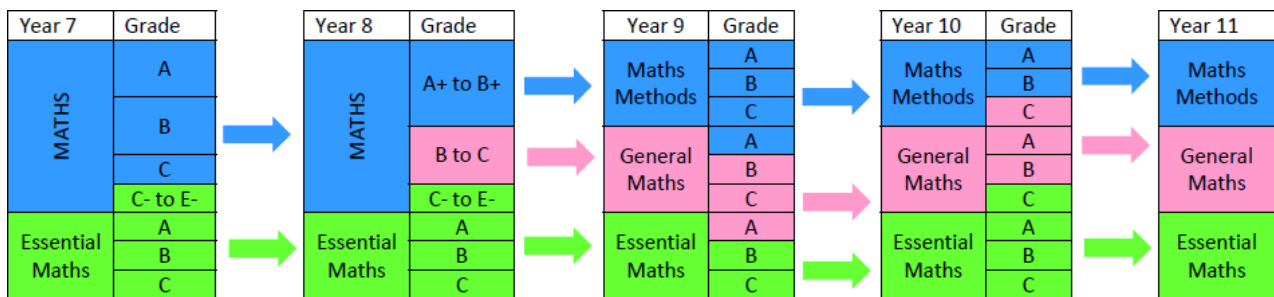 Year 7 Grade
MATHS
A
B
C
C- to E-
Essential
Maths
A
B
C
Year 8 Grade
MATHS
A+ to B+
B to C
C- to E-
Essential
Maths
A
B
C
Year 9 Grade
Maths
Methods
A
B
C
General
Maths
A
B
C
Essential
Maths
A
B
C
Year 10 Grade
Maths
Methods
A
B
C
General
Maths
A
B
C
Essential
Maths
A
B
C
Year 11
Maths
Methods
General
Maths
Essential
Maths